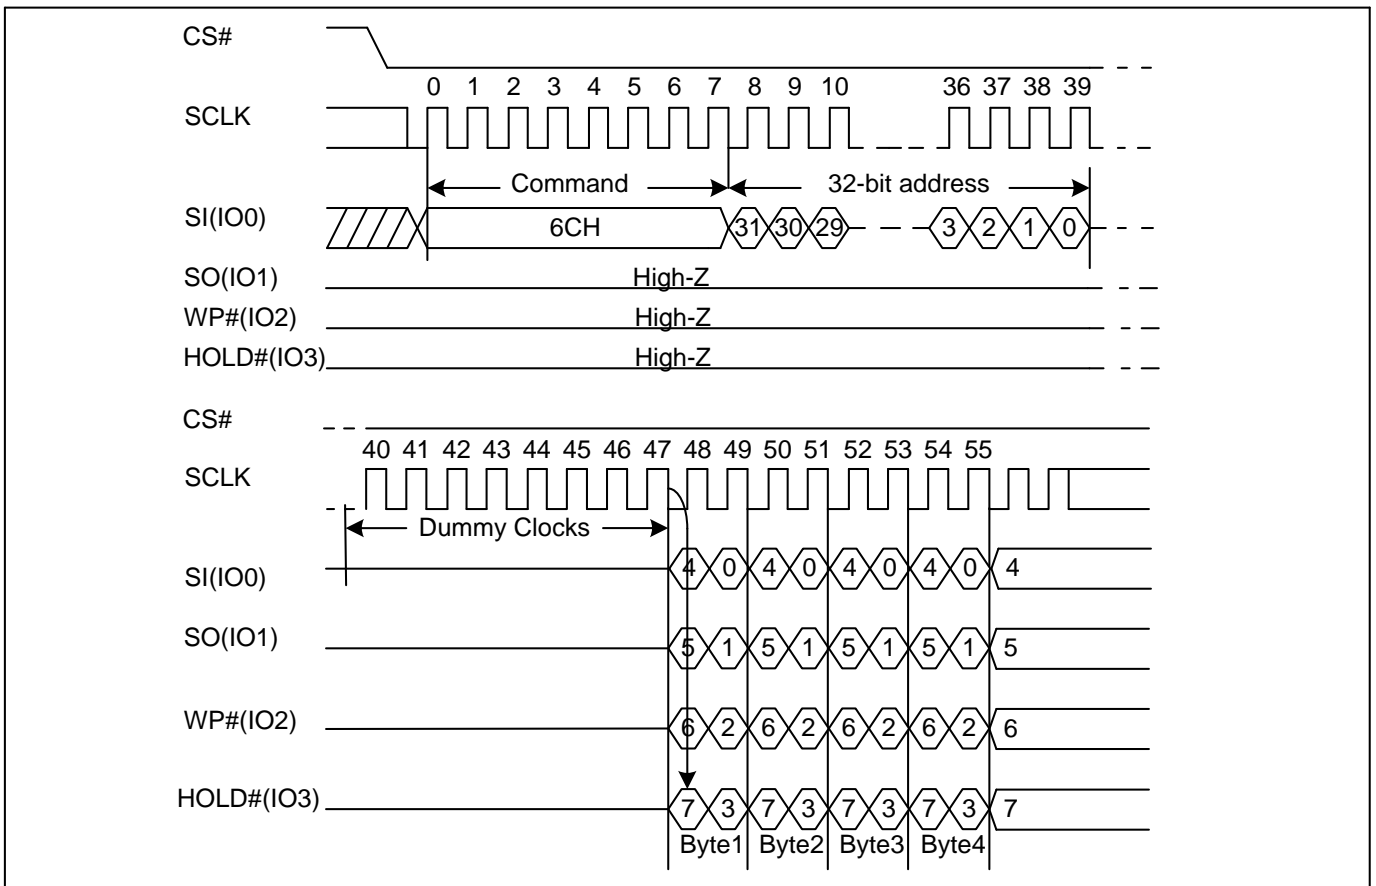 CS#
0 1 2 3 4 5 6 7 8 9 10 36 37 38 39
SCLK
Command 32-bit address
SI(IO0) 6CH 31 30 29 3 2 1 0
SO(IO1) High-Z
WP#(IO2) High-Z
HOLD#(IO3) High-Z
CS#
40 41 42 43 44 45 46 47 48 49 50 51 52 53 54 55
SCLK
Dummy Clocks
SI(IO0) 4 0 4 0 4 0 4 0 4
SO(IO1) 5 1 5 1 5 1 5 1 5
WP#(IO2) 6 2 6 2 6 2 6 2 6
HOLD#(IO3) 7 3 7 3 7 3 7 3 7
Byte1 Byte2 Byte3 Byte4